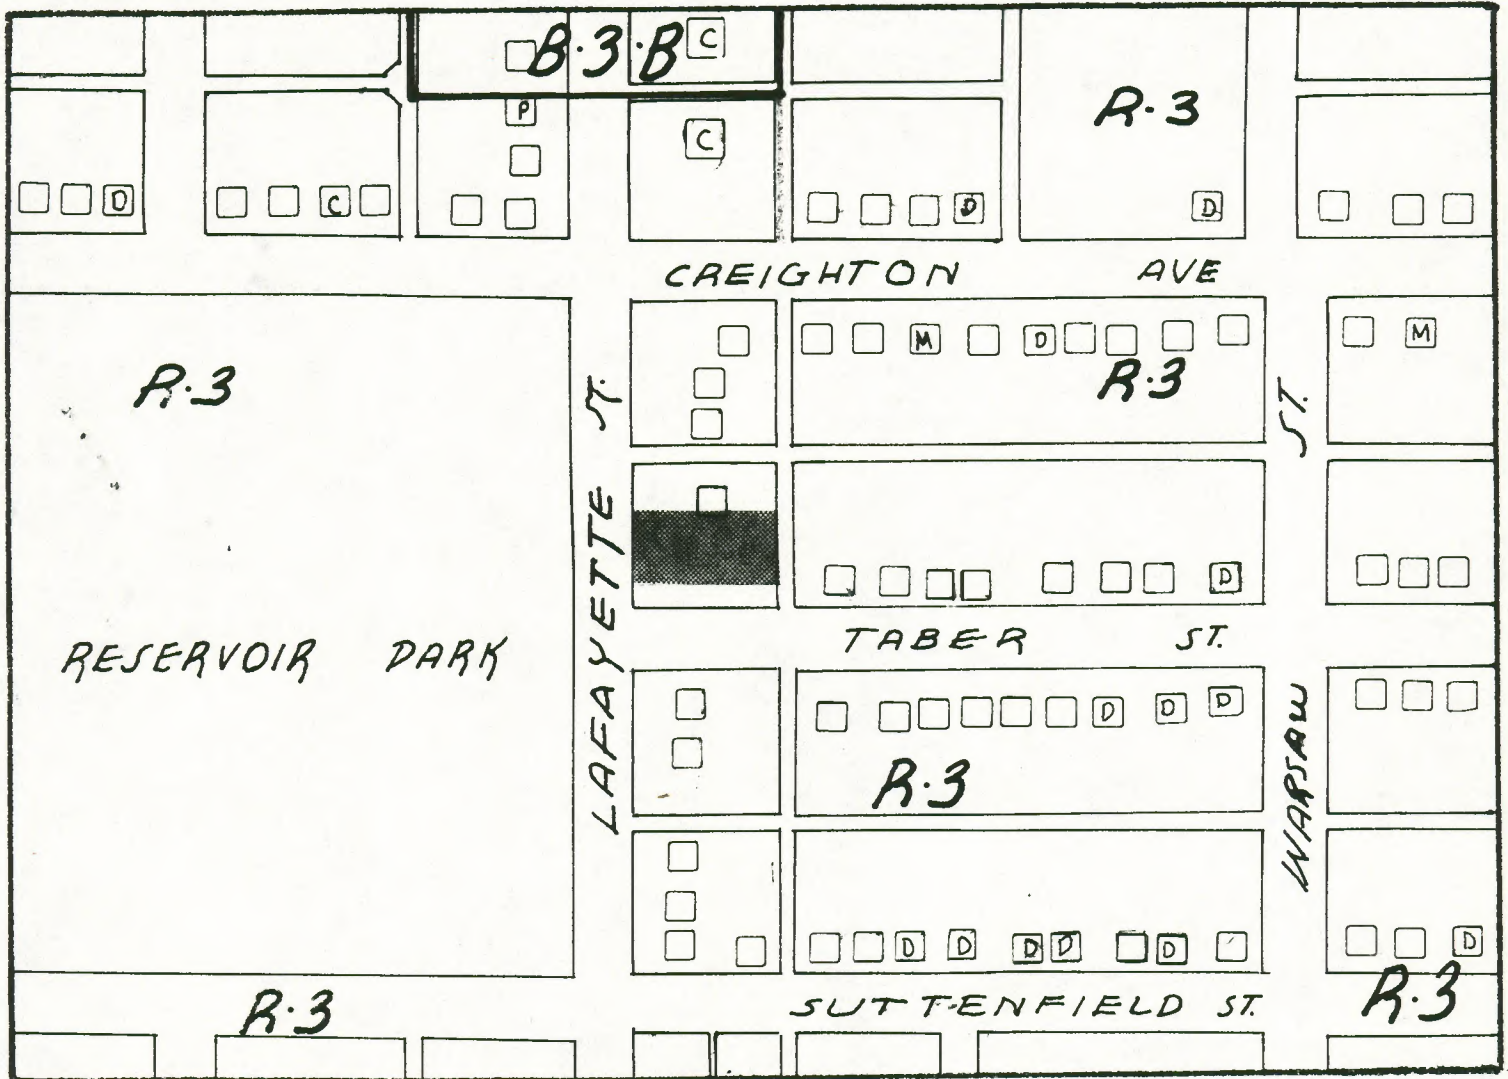 B·3·B
C
P
C
R·3
D
C
D
D
CREIGHTON AVE
M
D
M
R·3
R·3
ST.
ST.
LAFAYETTE
D
TABER ST.
RESERVOIR PARK
D
D
D
R·3
WARSAW
D
D
D
D
D
D
R·3
SUTTENFIELD ST.
R·3